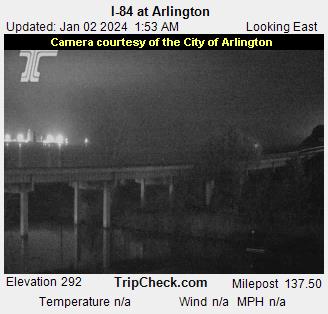 I-84 at Arlington
Updated: Jan 02 2024 1:53 AM Looking East
Camera courtesy of the City of Arlington
Elevation 292 TripCheck.com Milepost 137.50
Temperature n/a Wind n/a MPH n/a